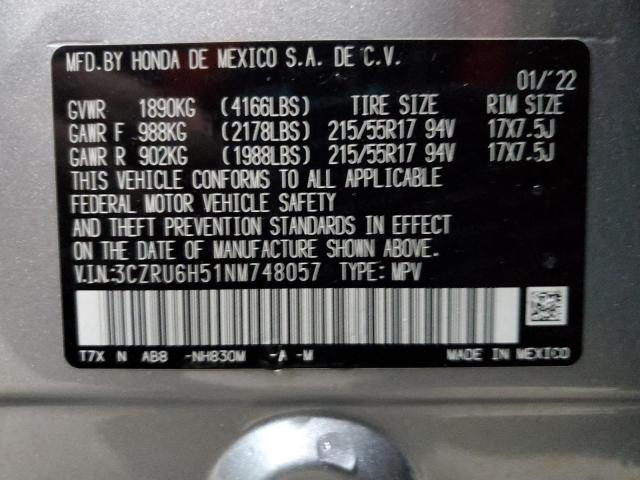 MFD.BY HONDA DE MEXICO S.A. DE C.V.
01/'22
GVWR 1890KG (4166LBS) TIRE SIZE RIM SIZE
GAWR F 988KG (2178LBS) 215/55R17 94V 17X7.5J
GAWR R 902KG (1988LBS) 215/55R17 94V 17X7.5J
THIS VEHICLE CONFORMS TO ALL APPLICABLE
FEDERAL MOTOR VEHICLE SAFETY
AND THEFT PREVENTION STANDARDS IN EFFECT
ON THE DATE OF MANUFACTURE SHOWN ABOVE.
V.I.N:3CZRU6H51NM748057 TYPE: MPV
T7X N AB8 -NH830M -A -M MADE IN MEXICO